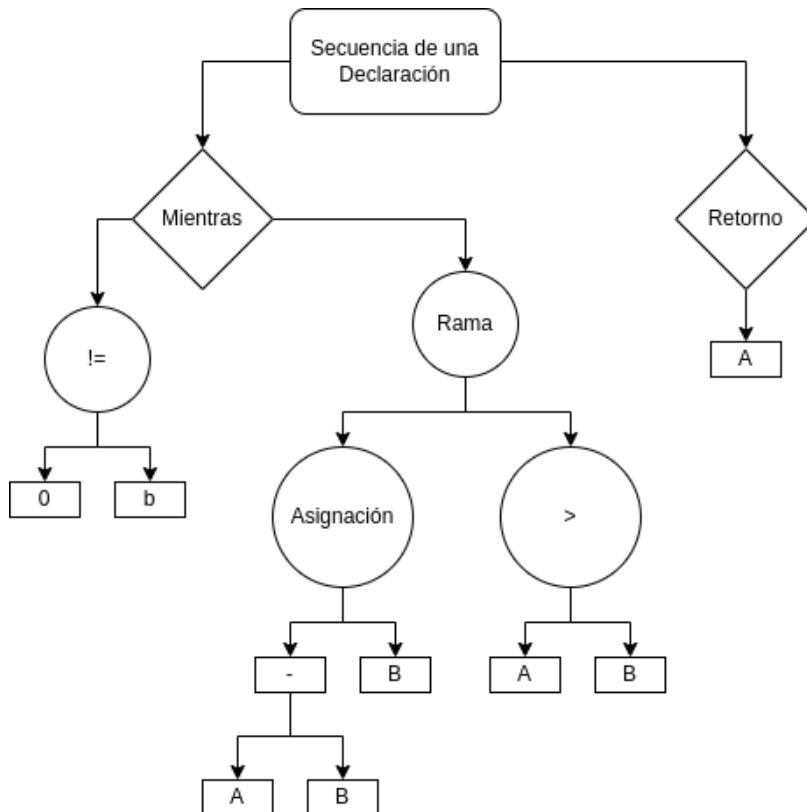 Secuencia de una
Declaración
Mientras
Retorno
Rama
!=
A
0
b
Asignación
>
-
B
A
B
A
B